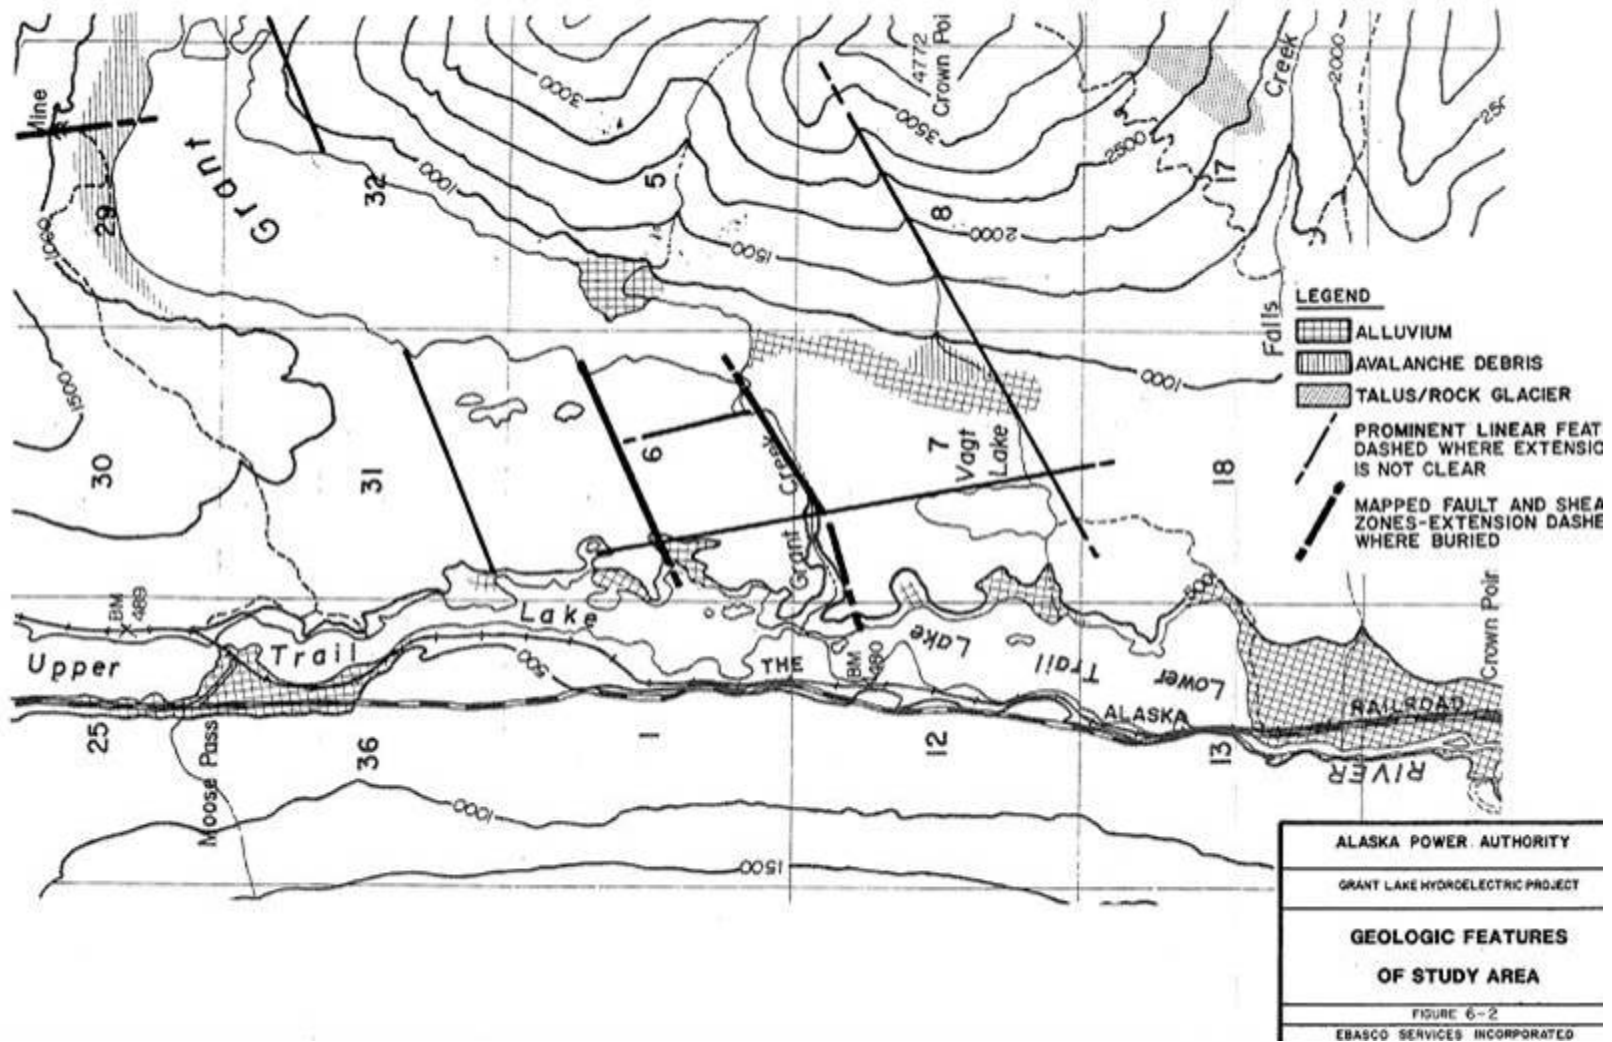 Mine
29
1000
Grant
32
1000
3000
5
1500
4772
Crown Poi
3500
8
2000
2500
17
Creek
2000
250
Falls
1500
30
31
6
Grant Creek
7
Vagt
Lake
1000
18
LEGEND
ALLUVIUM
AVALANCHE DEBRIS
TALUS/ROCK GLACIER
PROMINENT LINEAR FEAT
DASHED WHERE EXTENSIO
IS NOT CLEAR
MAPPED FAULT AND SHEA
ZONES-EXTENSION DASHE
WHERE BURIED
BM
489
Upper Trail Lake
500
THE ALASKA RAILROAD
BM
480
Lower Trail Lake
Crown Poir
RIVER
25
Moose Pass
36
1
12
13
1000
1500
ALASKA POWER AUTHORITY
GRANT LAKE HYDROELECTRIC PROJECT
GEOLOGIC FEATURES
OF STUDY AREA
FIGURE 6-2
EBASCO SERVICES INCORPORATED